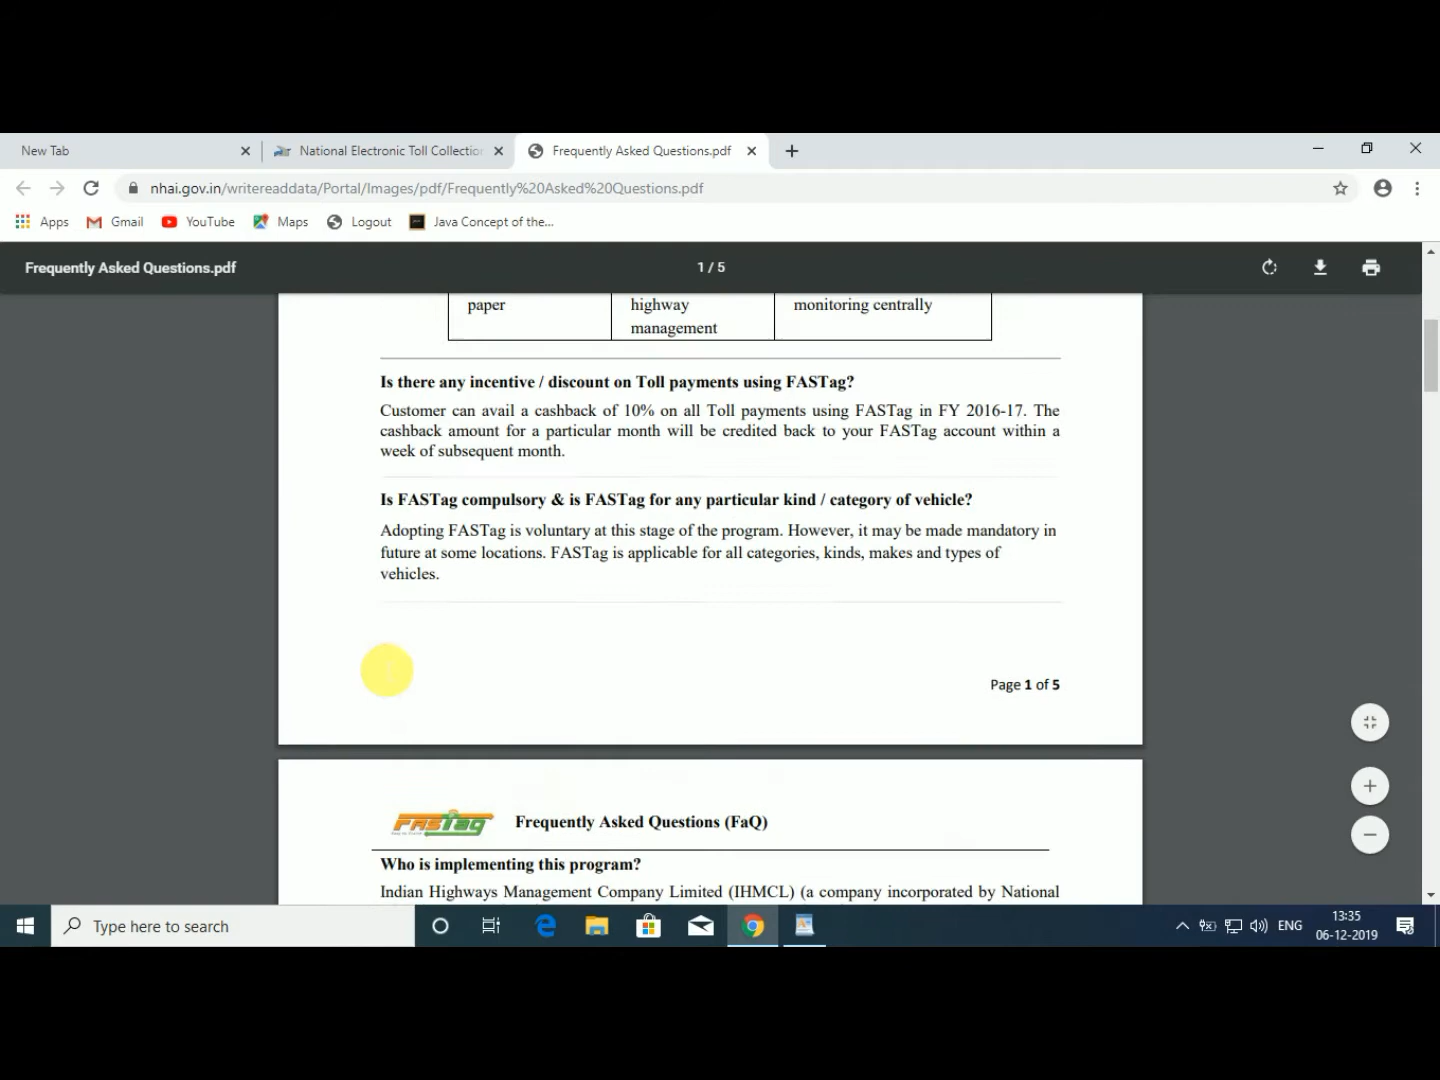 New Tab
National Electronic Toll Collectio
Frequently Asked Questions.pdf
nhai.gov.in/writereaddata/Portal/Images/pdf/Frequently%20Asked%20Questions.pdf
Apps
Gmail
YouTube
Maps
Logout
Java Concept of the...
Frequently Asked Questions.pdf
1 / 5
paper
highway
management
monitoring centrally
Is there any incentive / discount on Toll payments using FASTag?
Customer can avail a cashback of 10% on all Toll payments using FASTag in FY 2016-17. The
cashback amount for a particular month will be credited back to your FASTag account within a
week of subsequent month.
Is FASTag compulsory & is FASTag for any particular kind / category of vehicle?
Adopting FASTag is voluntary at this stage of the program. However, it may be made mandatory in
future at some locations. FASTag is applicable for all categories, kinds, makes and types of
vehicles.
Page 1 of 5
FASTag
Frequently Asked Questions (FaQ)
Who is implementing this program?
Indian Highways Management Company Limited (IHMCL) (a company incorporated by National
Type here to search
ENG
13:35
06-12-2019